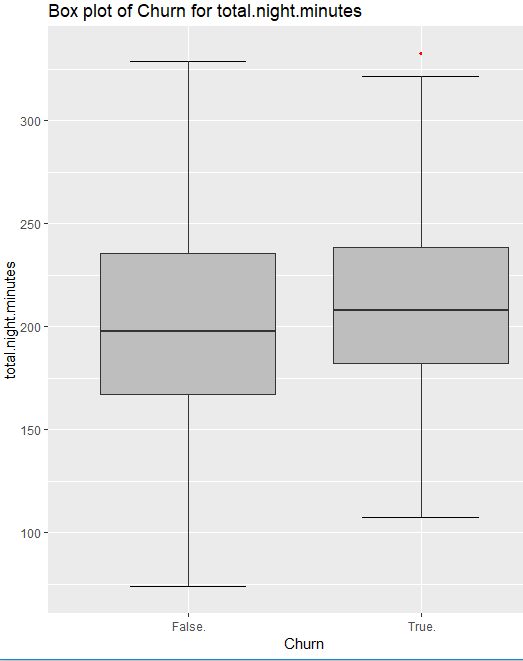 Box plot of Churn for total.night.minutes
total.night.minutes
300
250
200
150
100
False. True.
Churn